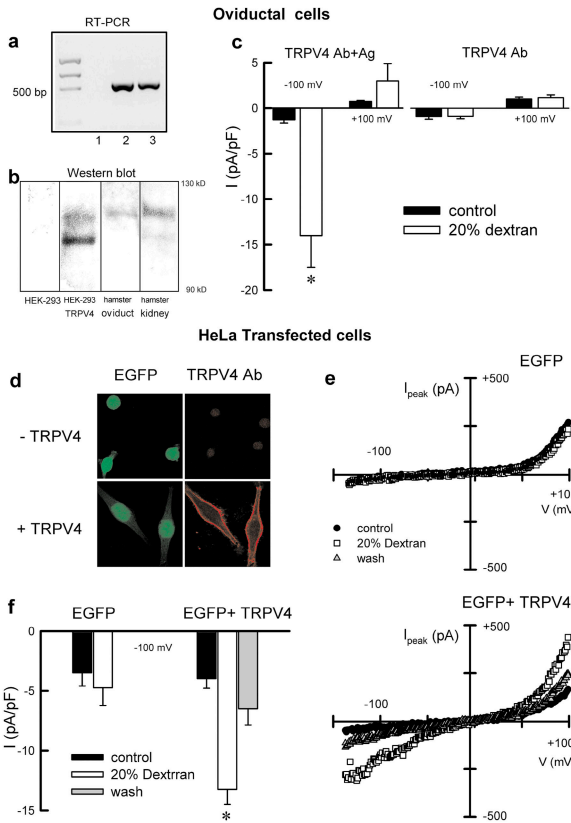 Oviductal cells
a
RT-PCR
500 bp
1 2 3
b
Western blot
130 kD
90 kD
HEK-293
HEK-293 TRPV4
hamster oviduct
hamster kidney
c
TRPV4 Ab+Ag
TRPV4 Ab
-100 mV
-100 mV
+100 mV
+100 mV
5
0
-5
-10
-15
-20
I (pA/pF)
control
20% dextran
*
HeLa Transfected cells
d
EGFP
TRPV4 Ab
- TRPV4
+ TRPV4
e
EGFP
Ipeak (pA)
+500
-100
+10
V (mV
-500
control
20% Dextran
wash
EGFP+ TRPV4
Ipeak (pA)
+500
-100
+100
V (mV
-500
f
EGFP
EGFP+ TRPV4
-100 mV
0
-5
-10
-15
I (pA/pF)
control
20% Dextrran
wash
*